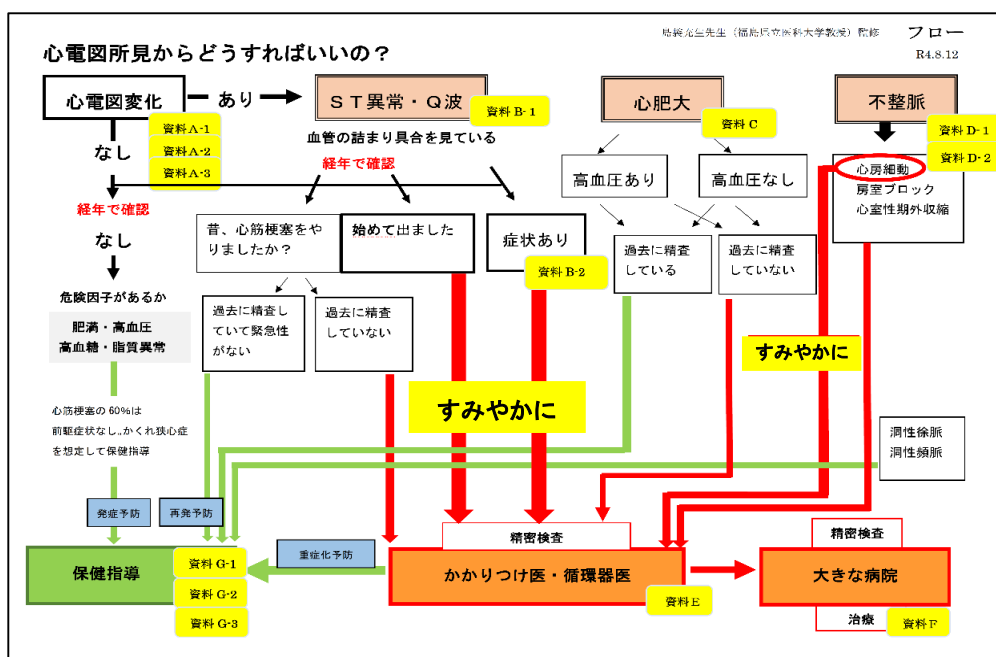 心電図所見からどうすればいいの？
島袋充生先生（福島県立医科大学教授）監修
フロー
R4.8.12
心電図変化
あり
ＳＴ異常・Ｑ波
資料 B-1
心肥大
資料 C
不整脈
資料 D-1
資料 D-2
資料 A-1
資料 A-2
資料 A-3
なし
血管の詰まり具合を見ている
経年で確認
高血圧あり
高血圧なし
心房細動
房室ブロック
心室性期外収縮
経年で確認
なし
昔、心筋梗塞をや
りましたか？
始めて出ました
症状あり
資料 B-2
過去に精査
している
過去に精査
していない
危険因子があるか
肥満・高血圧
高血糖・脂質異常
過去に精査し
ていて緊急性
がない
過去に精査
していない
すみやかに
すみやかに
心筋梗塞の 60%は
前駆症状なし..かくれ狭心症
を想定して保健指導
洞性徐脈
洞性頻脈
発症予防
再発予防
重症化予防
精密検査
精密検査
保健指導
資料 G-1
資料 G-2
資料 G-3
かかりつけ医・循環器医
資料 E
大きな病院
治療
資料 F